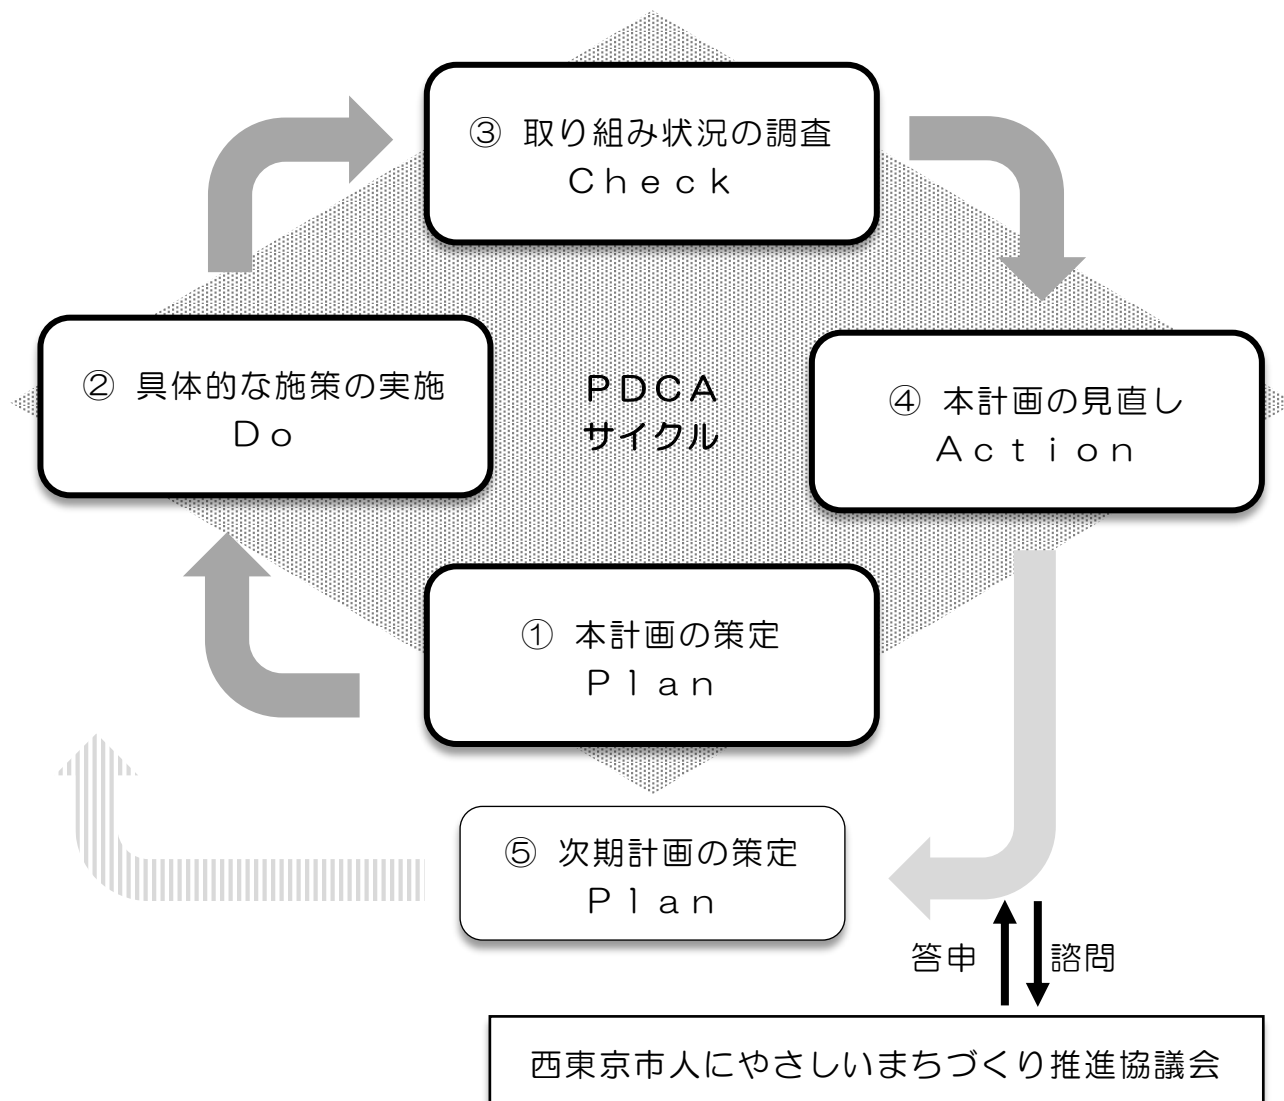 ③ 取り組み状況の調査
Ｃｈｅｃｋ
② 具体的な施策の実施
Ｄｏ
ＰＤＣＡ
サイクル
④ 本計画の見直し
Ａｃｔｉｏｎ
① 本計画の策定
Ｐｌａｎ
⑤ 次期計画の策定
Ｐｌａｎ
答申
諮問
西東京市人にやさしいまちづくり推進協議会